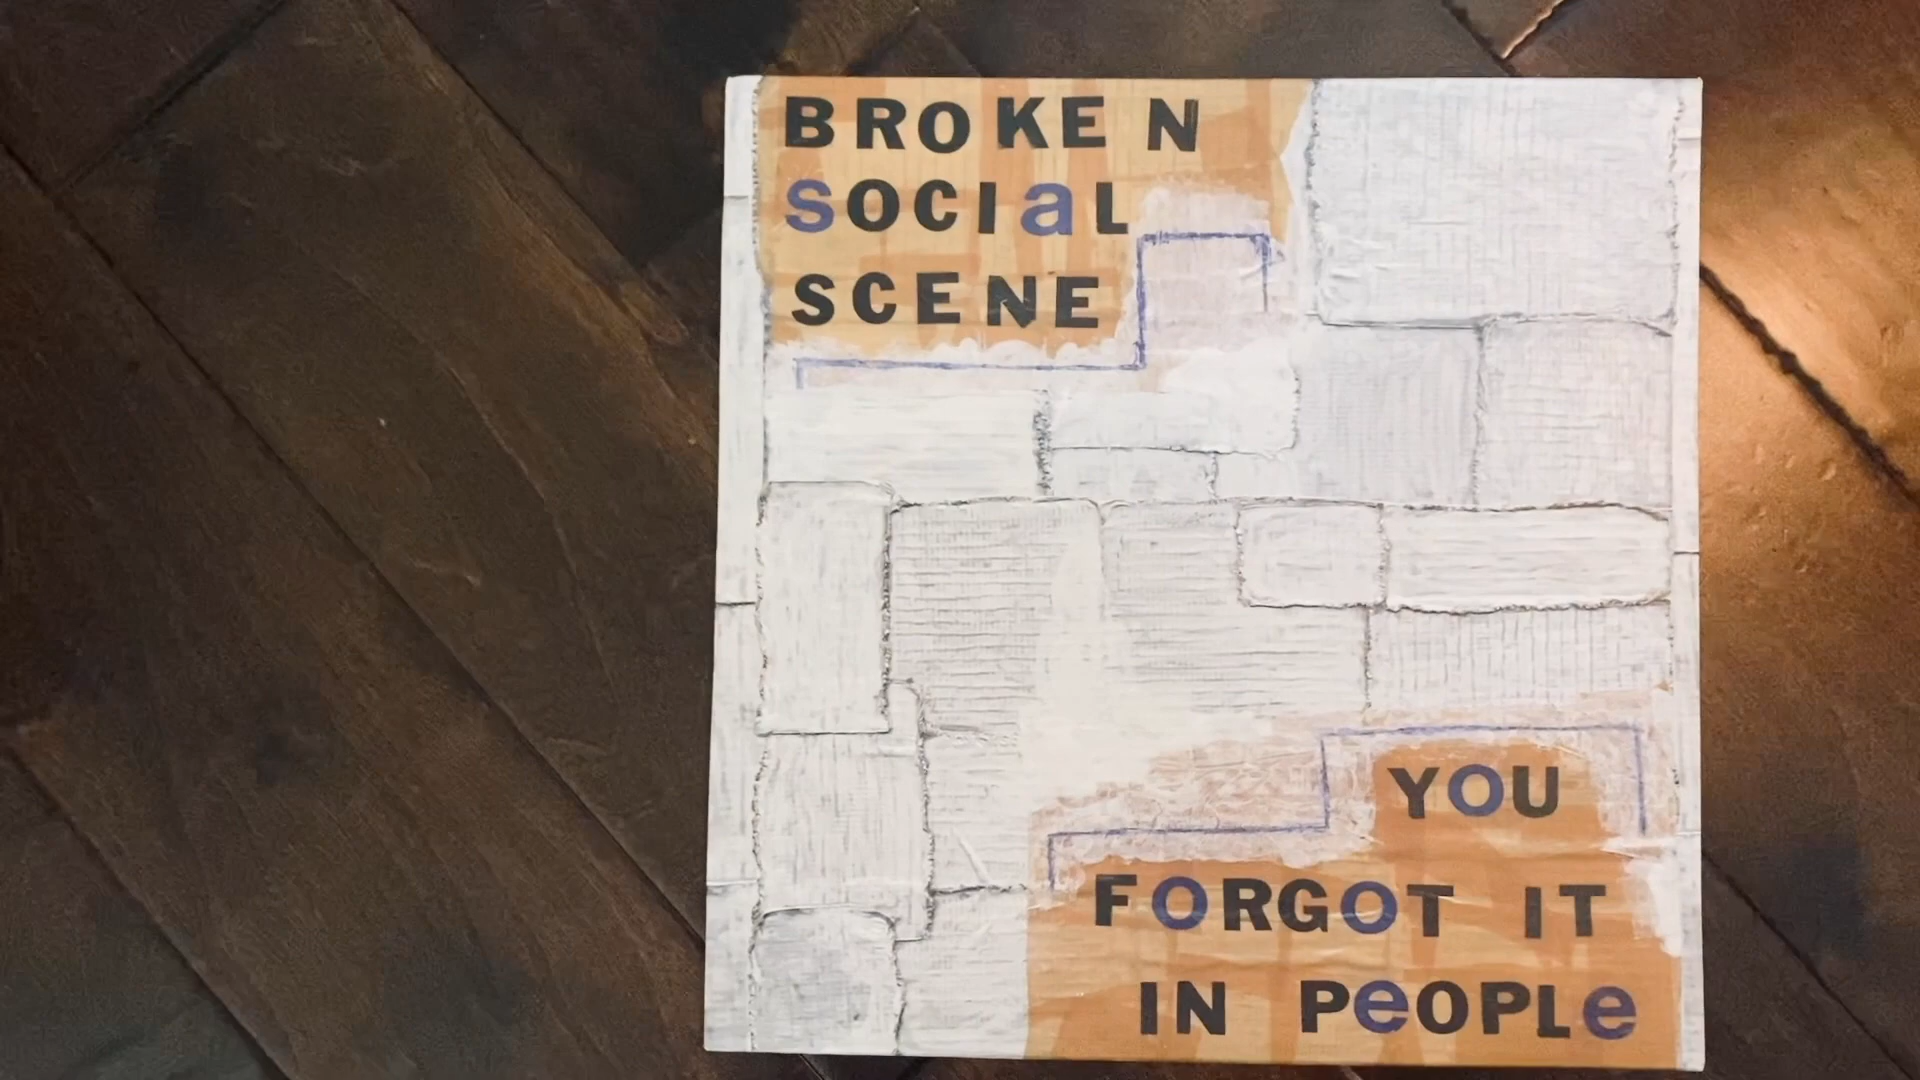 BROKEN
SOCIaL
SCENE
YOU
FORGOT IT
IN PeOPLe